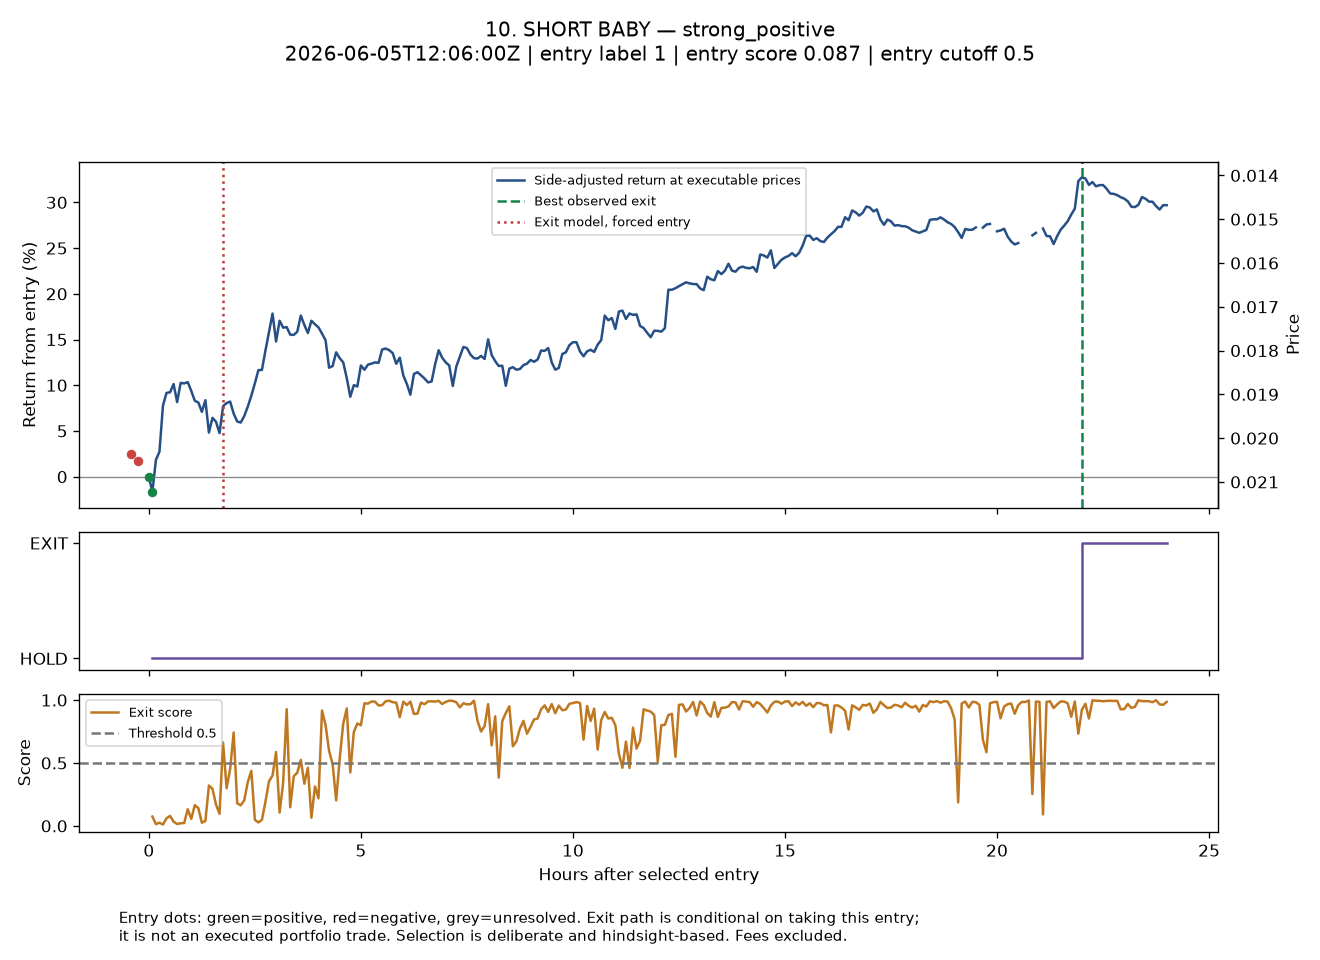 10. SHORT BABY — strong_positive
2026-06-05T12:06:00Z | entry label 1 | entry score 0.087 | entry cutoff 0.5
Side-adjusted return at executable prices
Best observed exit
Exit model, forced entry
Return from entry (%)
30
25
20
15
10
5
0
0.014
0.015
0.016
0.017
0.018
0.019
0.020
0.021
Price
EXIT
HOLD
Exit score
Threshold 0.5
Score
1.0
0.5
0.0
0
5
10
15
20
25
Hours after selected entry
Entry dots: green=positive, red=negative, grey=unresolved. Exit path is conditional on taking this entry;
it is not an executed portfolio trade. Selection is deliberate and hindsight-based. Fees excluded.